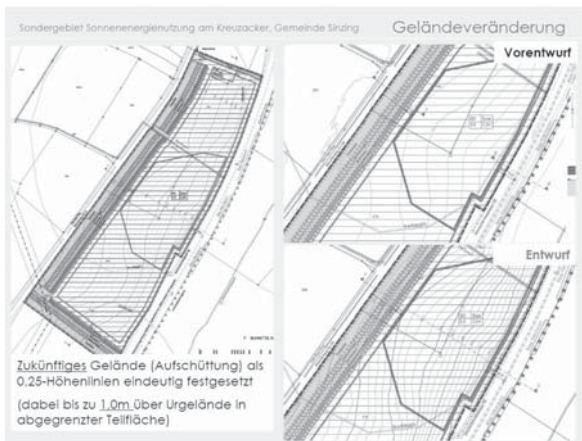 Sondergebiet Sonnenenergienutzung am Kreuzacker, Gemeinde Sinzing
Geländeveränderung
Vorentwurf
Entwurf
Zukünftiges Gelände (Aufschüttung) als
0,25-Höhenlinien eindeutig festgesetzt
(dabei bis zu 1,0m über Urgelände in
abgegrenzter Teilfläche)